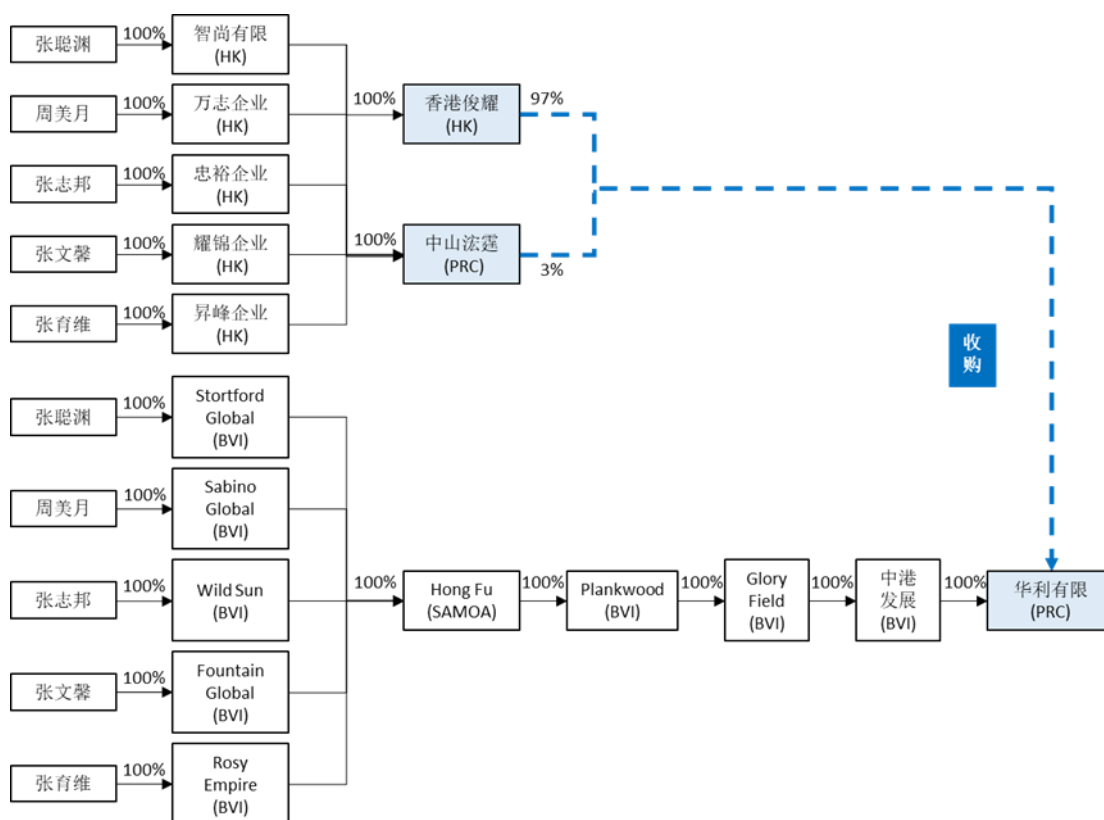 张聪渊
100%
智尚有限
(HK)
周美月
100%
万志企业
(HK)
100%
香港俊耀
(HK)
97%
张志邦
100%
忠裕企业
(HK)
张文馨
100%
耀锦企业
(HK)
100%
中山浤霆
(PRC)
3%
张育维
100%
昇峰企业
(HK)
收
购
张聪渊
100%
Stortford
Global
(BVI)
周美月
100%
Sabino
Global
(BVI)
张志邦
100%
Wild Sun
(BVI)
100%
Hong Fu
(SAMOA)
100%
Plankwood
(BVI)
100%
Glory
Field
(BVI)
100%
中港
发展
(BVI)
100%
华利有限
(PRC)
张文馨
100%
Fountain
Global
(BVI)
张育维
100%
Rosy
Empire
(BVI)